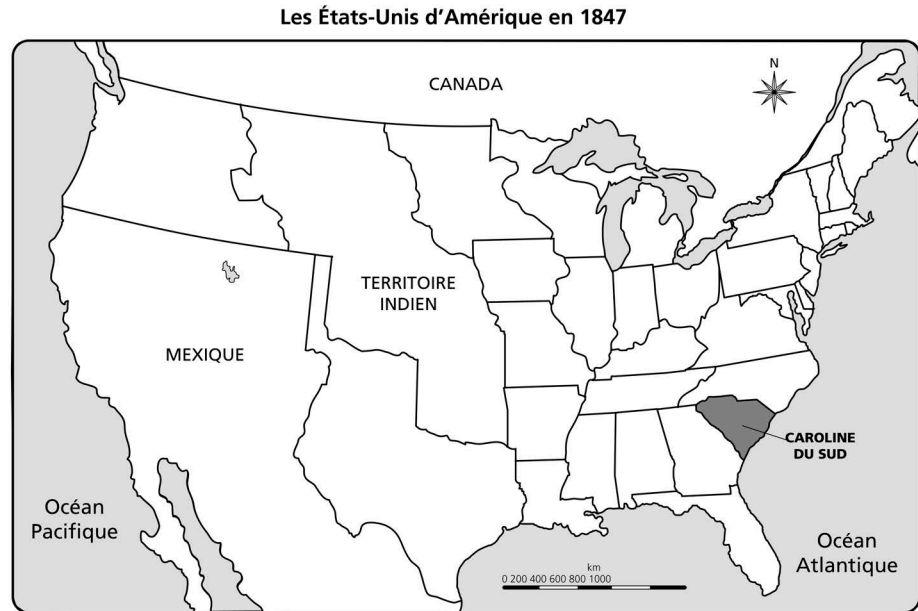 Les États-Unis d’Amérique en 1847
CANADA
N
TERRITOIRE
INDIEN
MEXIQUE
CAROLINE
DU SUD
Océan
Pacifique
Océan
Atlantique
km
0 200 400 600 800 1000